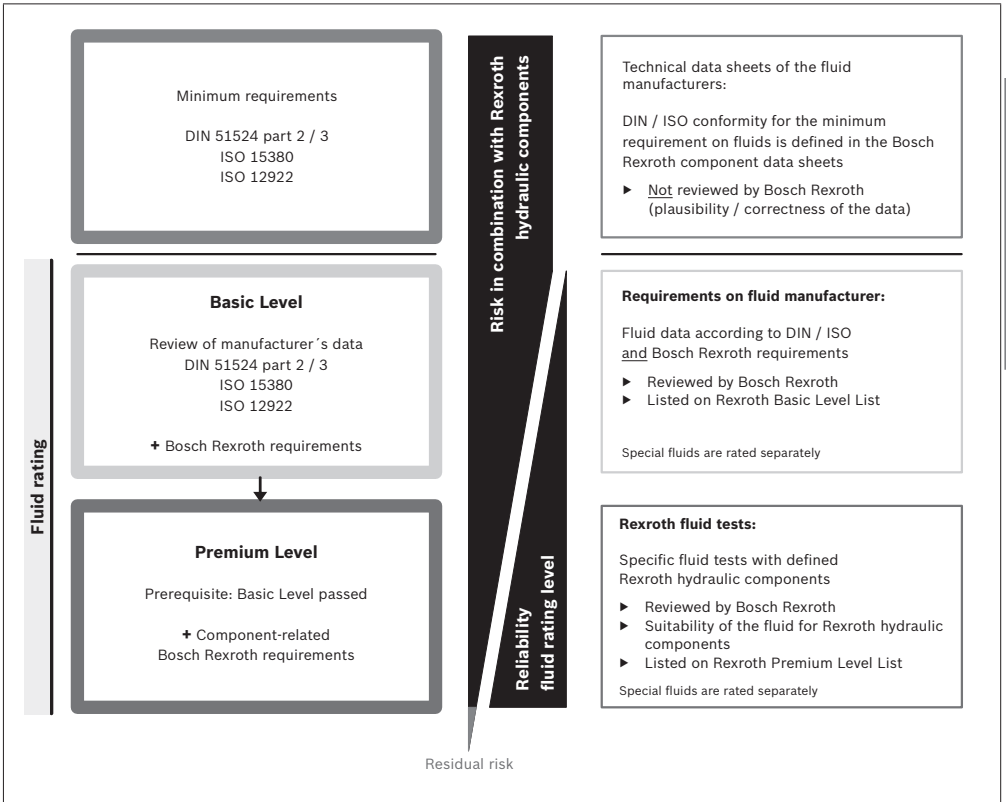 Minimum requirements
DIN 51524 part 2 / 3
ISO 15380
ISO 12922
Risk in combination with Rexroth
hydraulic components
Technical data sheets of the fluid
manufacturers:
DIN / ISO conformity for the minimum
requirement on fluids is defined in the Bosch
Rexroth component data sheets
▶ Not reviewed by Bosch Rexroth
(plausibility / correctness of the data)
Fluid rating
Basic Level
Review of manufacturer´s data
DIN 51524 part 2 / 3
ISO 15380
ISO 12922
+ Bosch Rexroth requirements
Requirements on fluid manufacturer:
Fluid data according to DIN / ISO
and Bosch Rexroth requirements
▶ Reviewed by Bosch Rexroth
▶ Listed on Rexroth Basic Level List
Special fluids are rated separately
Premium Level
Prerequisite: Basic Level passed
+ Component-related
Bosch Rexroth requirements
Reliability
fluid rating level
Rexroth fluid tests:
Specific fluid tests with defined
Rexroth hydraulic components
▶ Reviewed by Bosch Rexroth
▶ Suitability of the fluid for Rexroth hydraulic
components
▶ Listed on Rexroth Premium Level List
Special fluids are rated separately
Residual risk